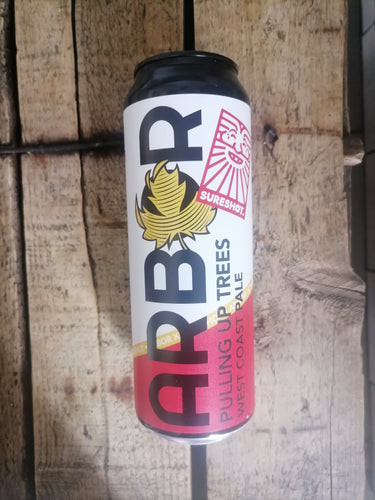 ARBOR
SURESHOT.
PULLING UP TREES
WEST COAST PALE